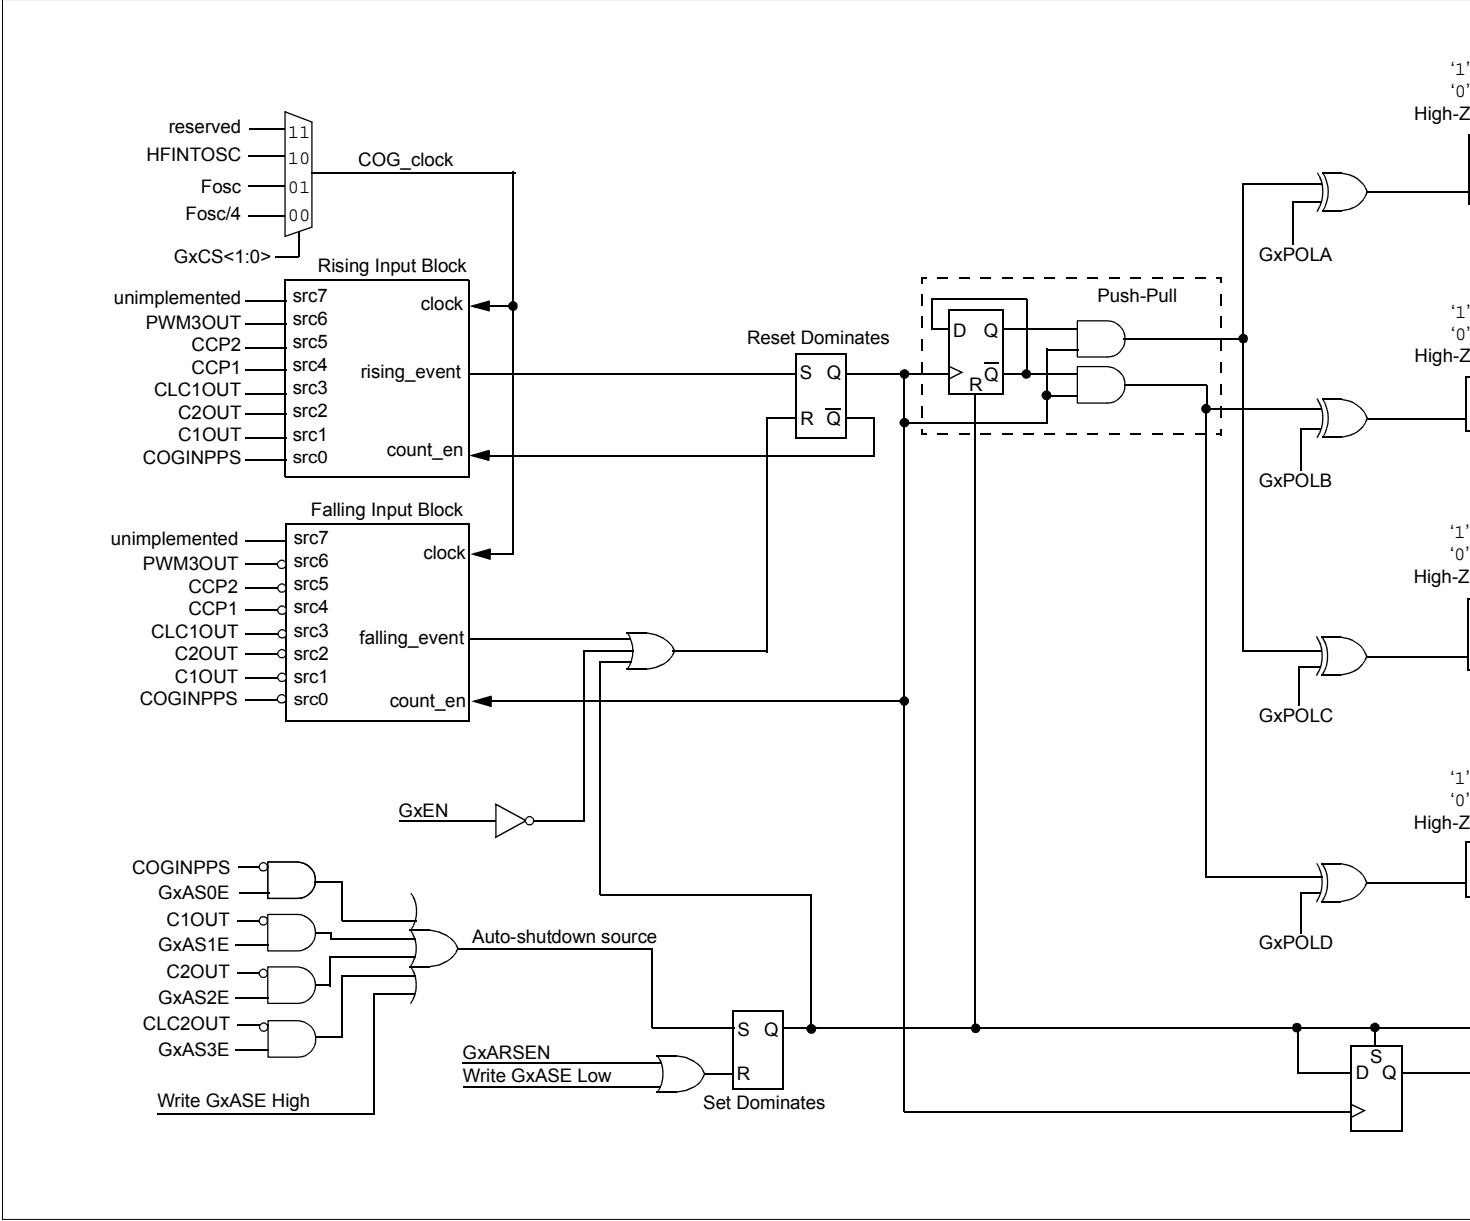 ‘1’
‘0’
High-Z
reserved
HFINTOSC
Fosc
Fosc/4
11
10
01
00
GxCS<1:0>
COG_clock
Rising Input Block
unimplemented
PWM3OUT
CCP2
CCP1
CLC1OUT
C2OUT
C1OUT
COGINPPS
src7
src6
src5
src4
src3
src2
src1
src0
clock
rising_event
count_en
Falling Input Block
unimplemented
PWM3OUT
CCP2
CCP1
CLC1OUT
C2OUT
C1OUT
COGINPPS
src7
src6
src5
src4
src3
src2
src1
src0
clock
falling_event
count_en
Reset Dominates
S Q
R Q
Push-Pull
D Q
R Q
GxPOLA
‘1’
‘0’
High-Z
GxPOLB
‘1’
‘0’
High-Z
GxPOLC
‘1’
‘0’
High-Z
GxPOLD
GxEN
COGINPPS
GxAS0E
C1OUT
GxAS1E
C2OUT
GxAS2E
CLC2OUT
GxAS3E
Write GxASE High
Auto-shutdown source
GxARSEN
Write GxASE Low
S Q
R
Set Dominates
S
D Q